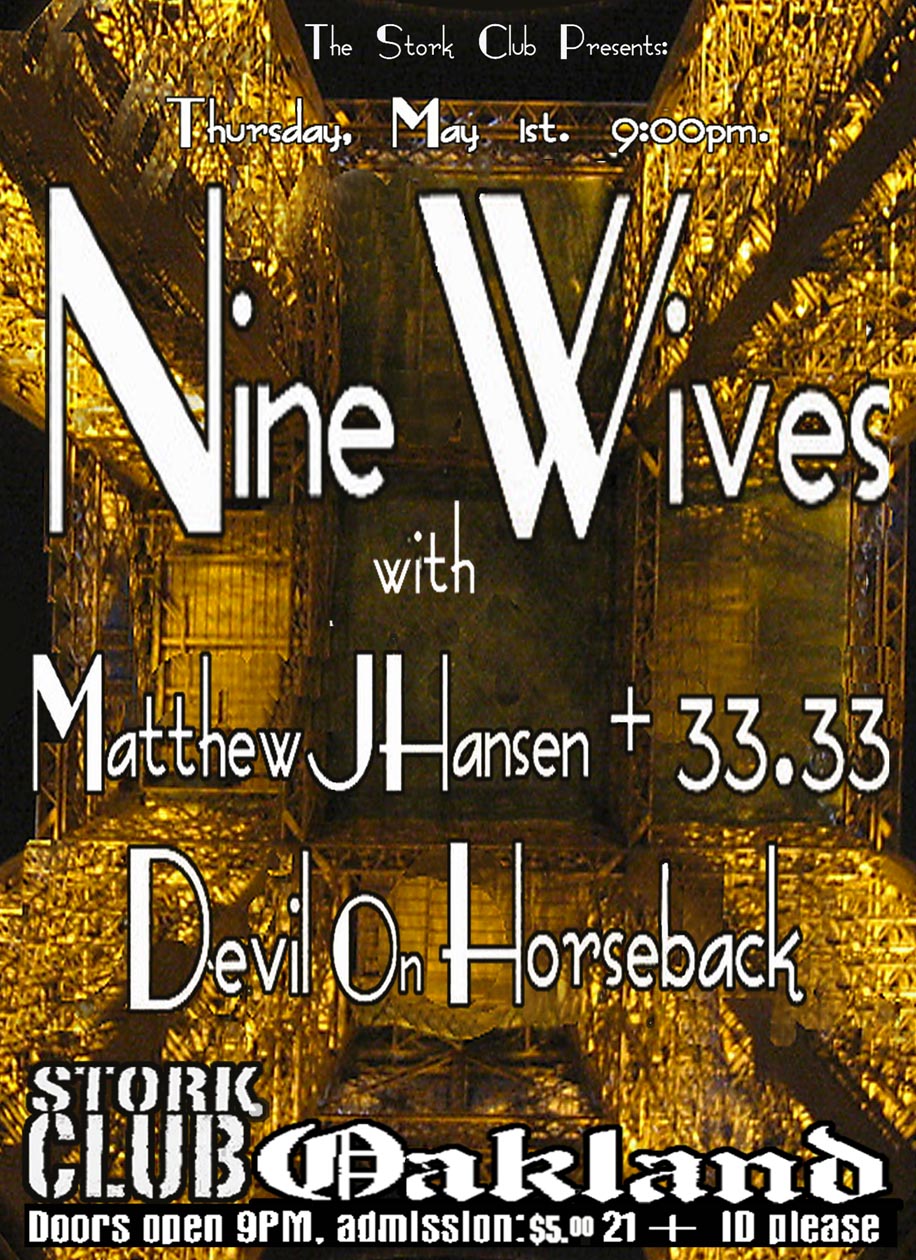 The Stork Club Presents:
Thursday, May 1st. 9:00pm.
Nine Wives
with
Matthew J Hansen + 33.33
Devil On Horseback
STORK
CLUB Oakland
Doors open 9PM, admission: $5.00 21 + ID please